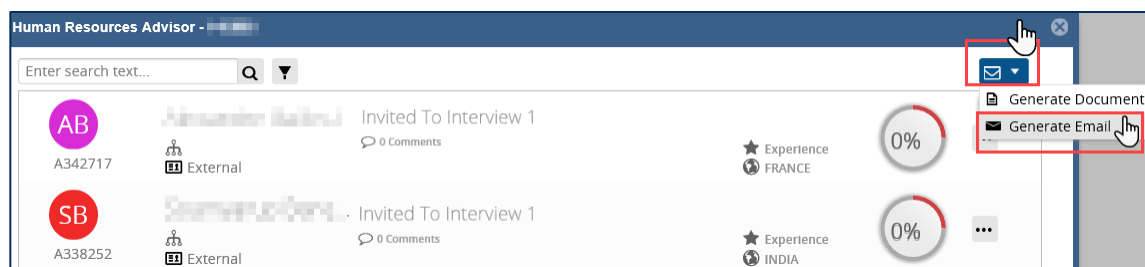 Human Resources Advisor -
Enter search text...
Generate Document
Generate Email
AB
Invited To Interview 1
0 Comments
A342717
External
Experience
FRANCE
0%
SB
Invited To Interview 1
0 Comments
A338252
External
Experience
INDIA
0%